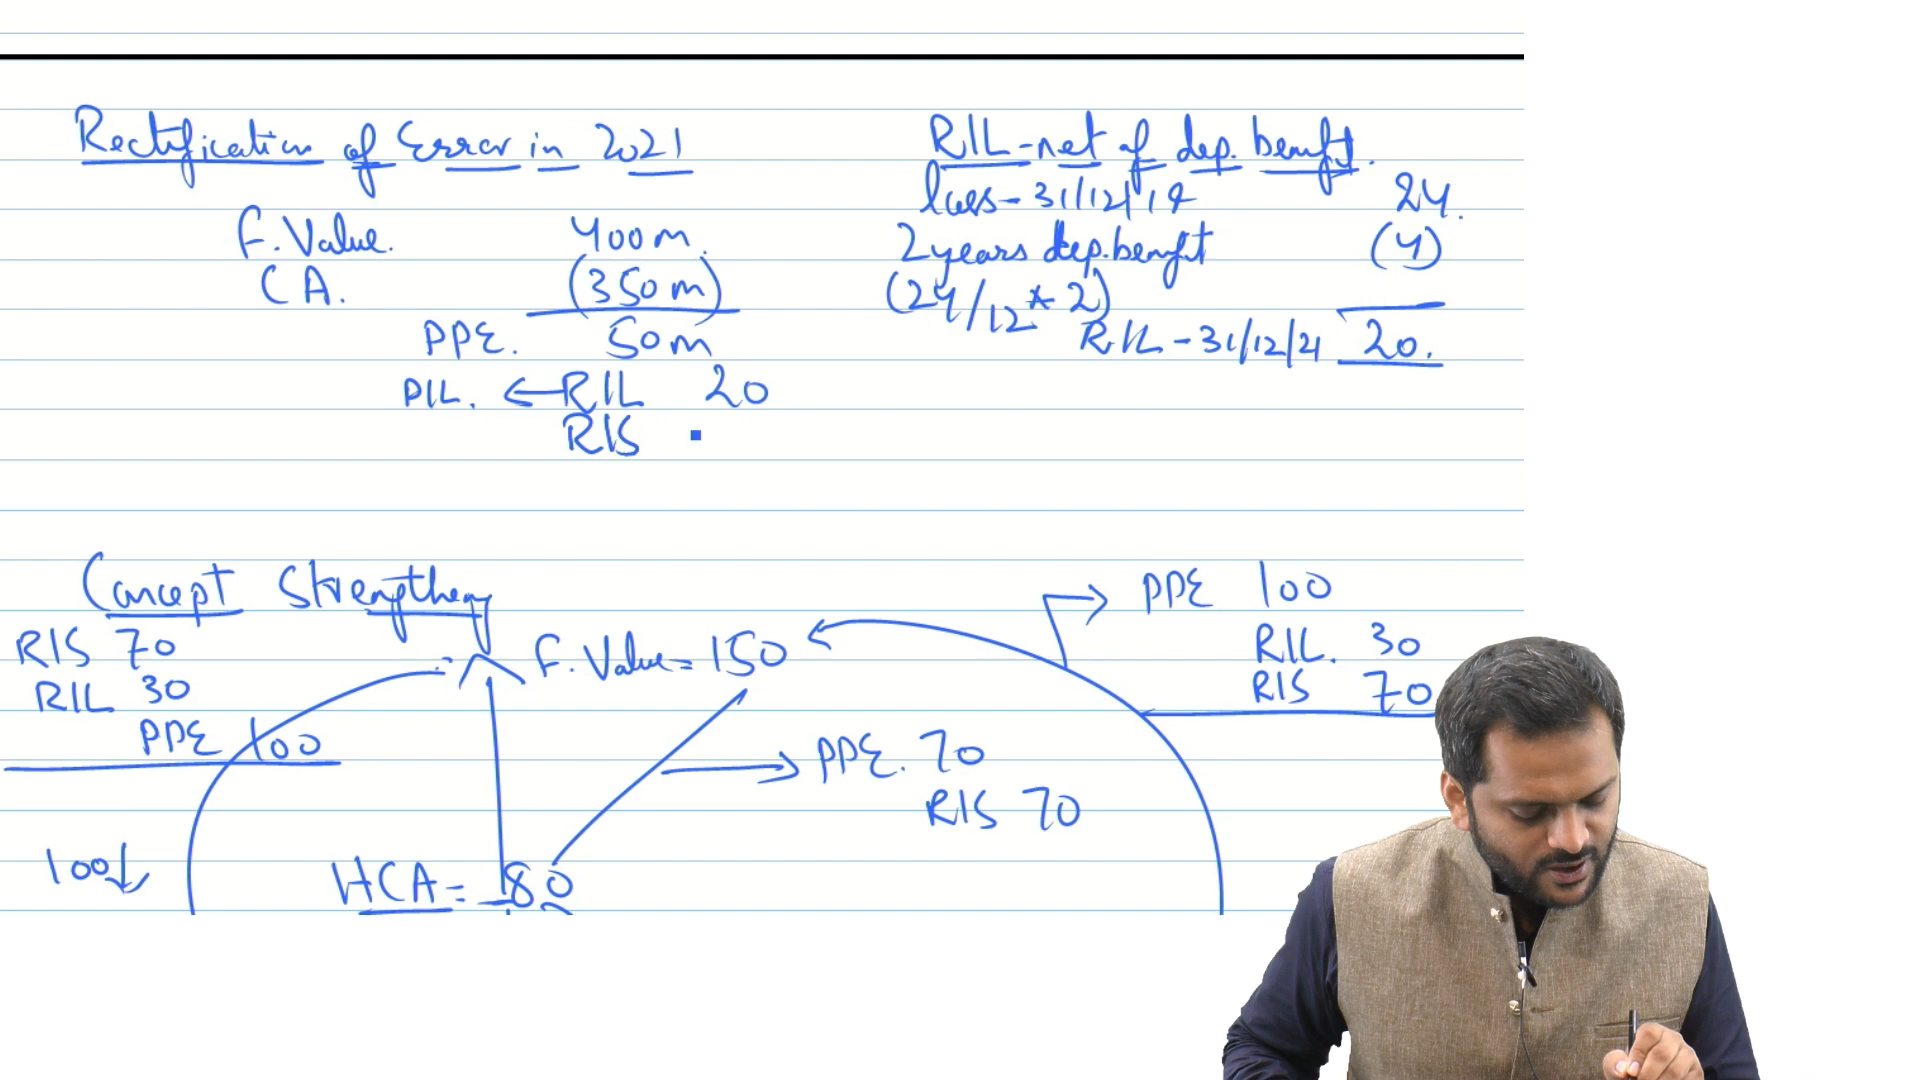 Rectification of Error in 2021
F. Value. 400m.
CA. (350m)
PPE. 50m
PIL. ← RIL 20
RIS
RIL-net of dep. benefit.
loss - 31/12/19 24.
2 years dep. benefit (4)
(24/12 * 2)
RIL - 31/12/21 20.
Concept Strengthen
RIS 70
RIL 30
PPE 100
100↓
F. Value = 150
PPE. 70
RIS 70
HCA = 80
PPE 100
RIL. 30
RIS 70